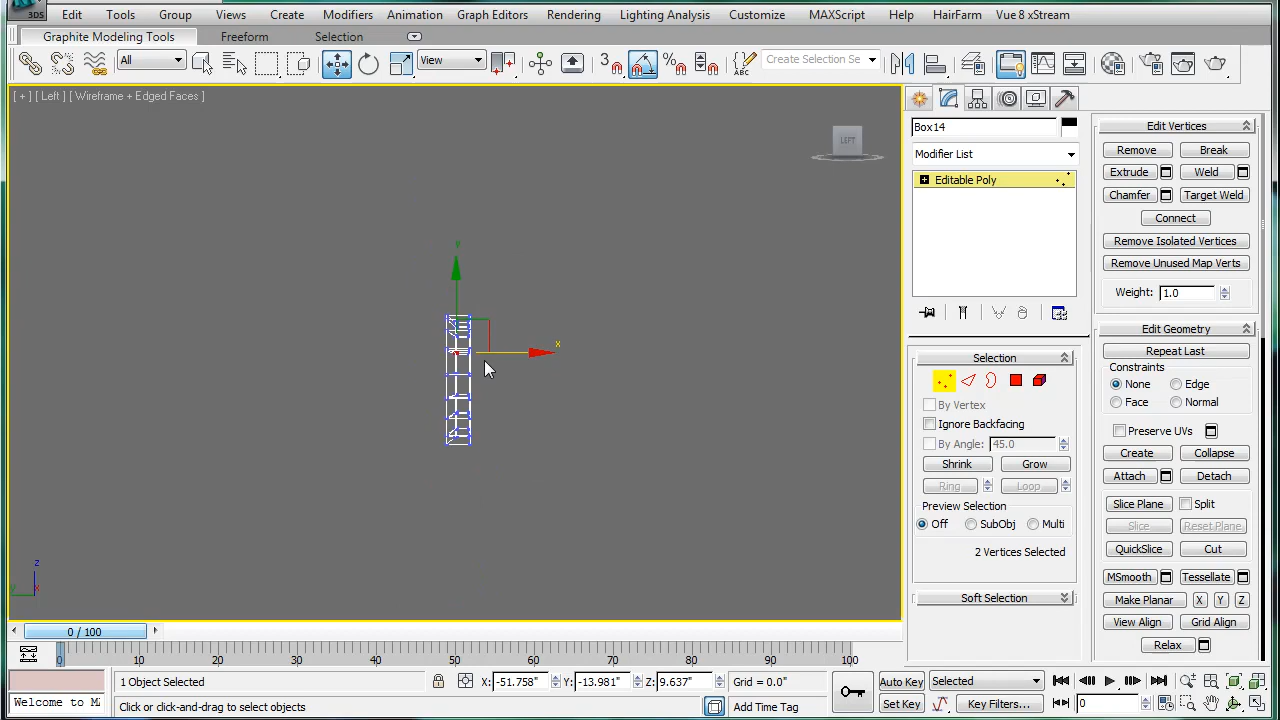 3DS Edit Tools Group Views Create Modifiers Animation Graph Editors Rendering Lighting Analysis Customize MAXScript Help HairFarm Vue 8 xStream
Graphite Modeling Tools Freeform Selection
All View 3 % ABC Create Selection Se
[ + ] [ Left ] [ Wireframe + Edged Faces ]
LEFT
y
x
z
y x
Box14
Modifier List
Editable Poly
Selection
By Vertex
Ignore Backfacing
By Angle: 45.0
Shrink Grow
Ring Loop
Preview Selection
Off SubObj Multi
2 Vertices Selected
Soft Selection
Edit Vertices
Remove Break
Extrude Weld
Chamfer Target Weld
Connect
Remove Isolated Vertices
Remove Unused Map Verts
Weight: 1.0
Edit Geometry
Repeat Last
Constraints
None Edge
Face Normal
Preserve UVs
Create Collapse
Attach Detach
Slice Plane Split
Slice Reset Plane
QuickSlice Cut
MSmooth Tessellate
Make Planar X Y Z
View Align Grid Align
Relax
0 / 100
0 10 20 30 40 50 60 70 80 90 100
1 Object Selected X: -51.758" Y: -13.981" Z: 9.637" Grid = 0.0" Auto Key Selected
Welcome to M Click or click-and-drag to select objects Add Time Tag Set Key Key Filters... 0